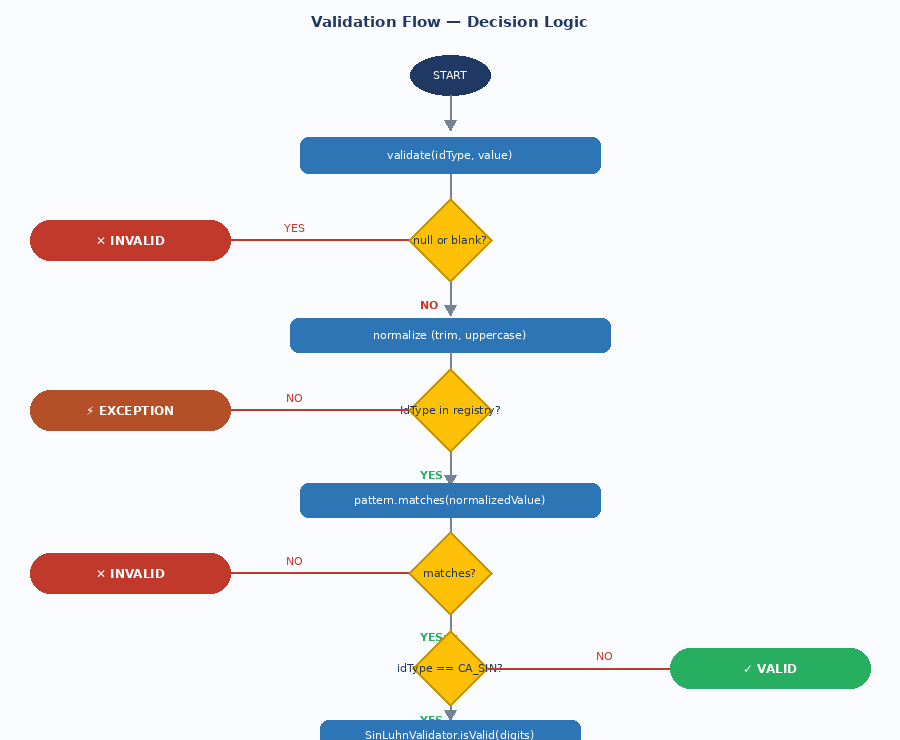 Validation Flow — Decision Logic
START
validate(idType, value)
YES
× INVALID
null or blank?
NO
normalize (trim, uppercase)
NO
⚡ EXCEPTION
idType in registry?
YES
pattern.matches(normalizedValue)
NO
× INVALID
matches?
YES
NO
idType == CA_SIN?
✓ VALID
YES
SinLuhnValidator.isValid(digits)